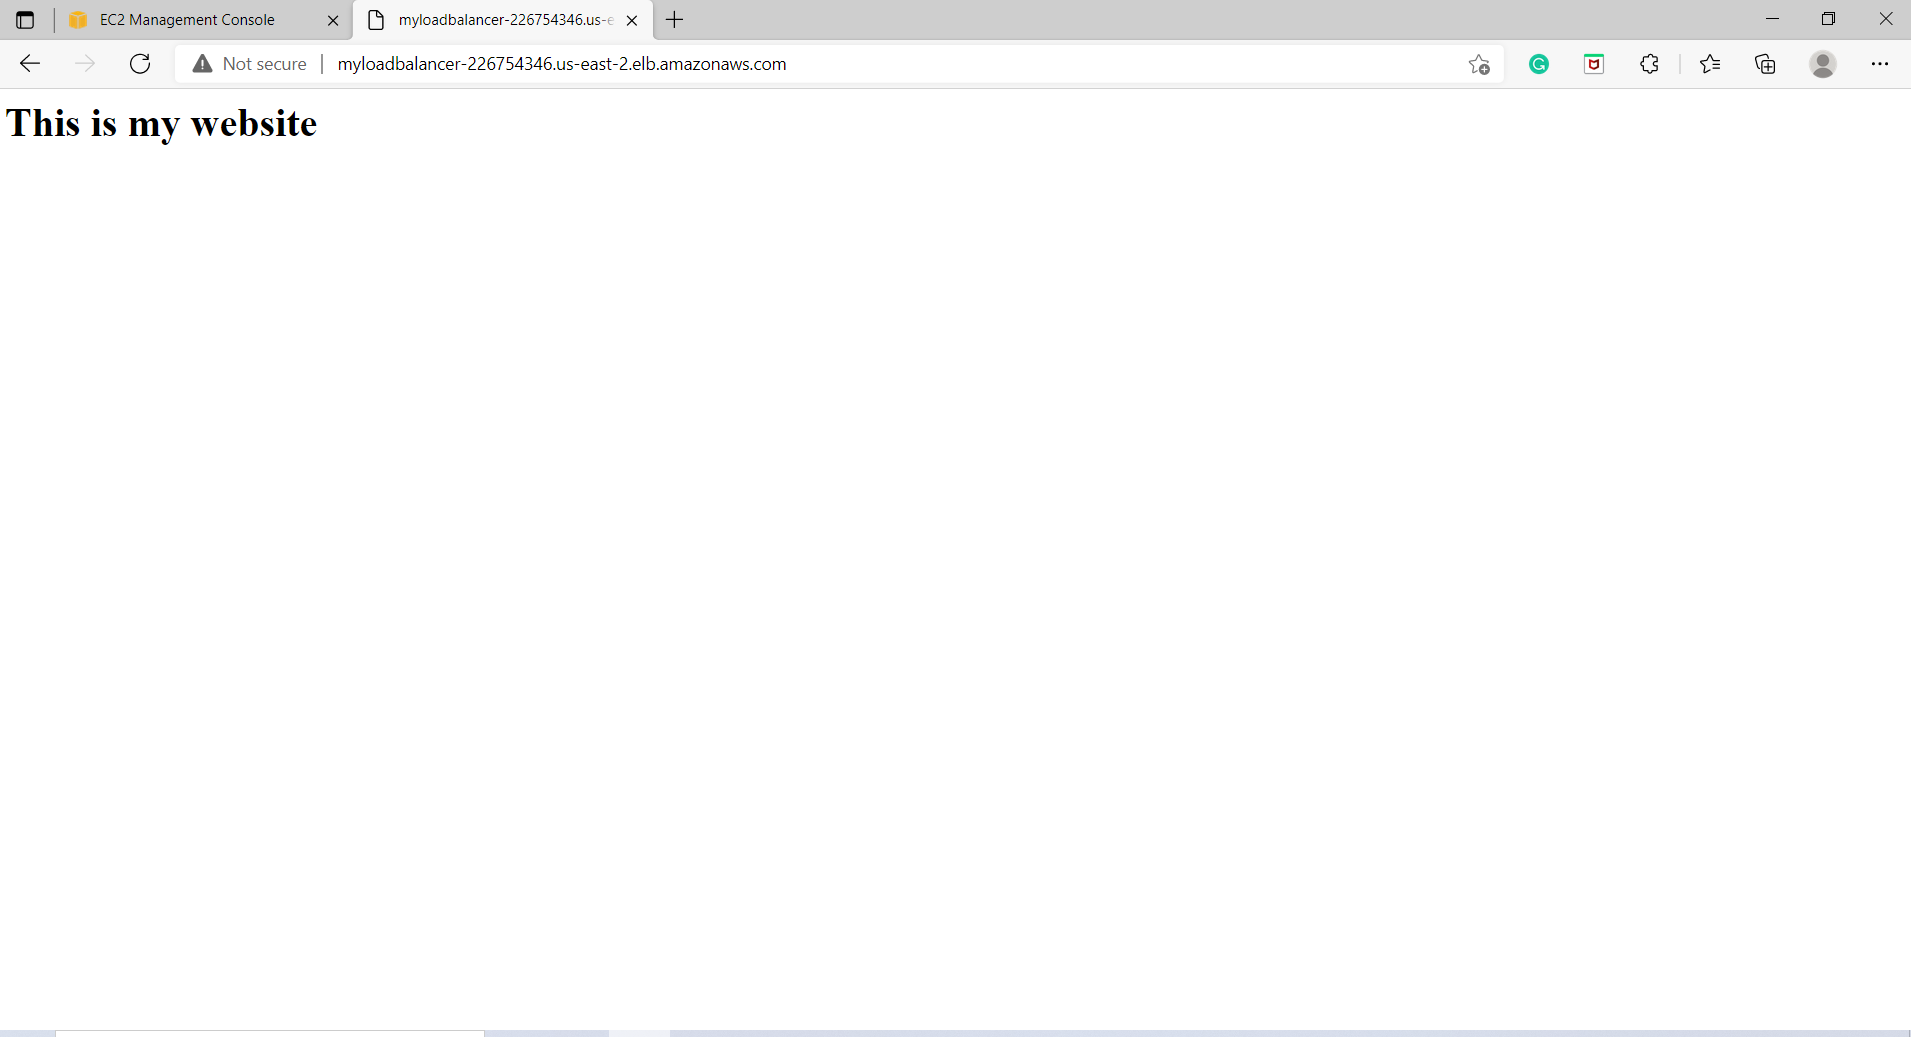 EC2 Management Console
myloadbalancer-226754346.us-e
Not secure
myloadbalancer-226754346.us-east-2.elb.amazonaws.com
This is my website